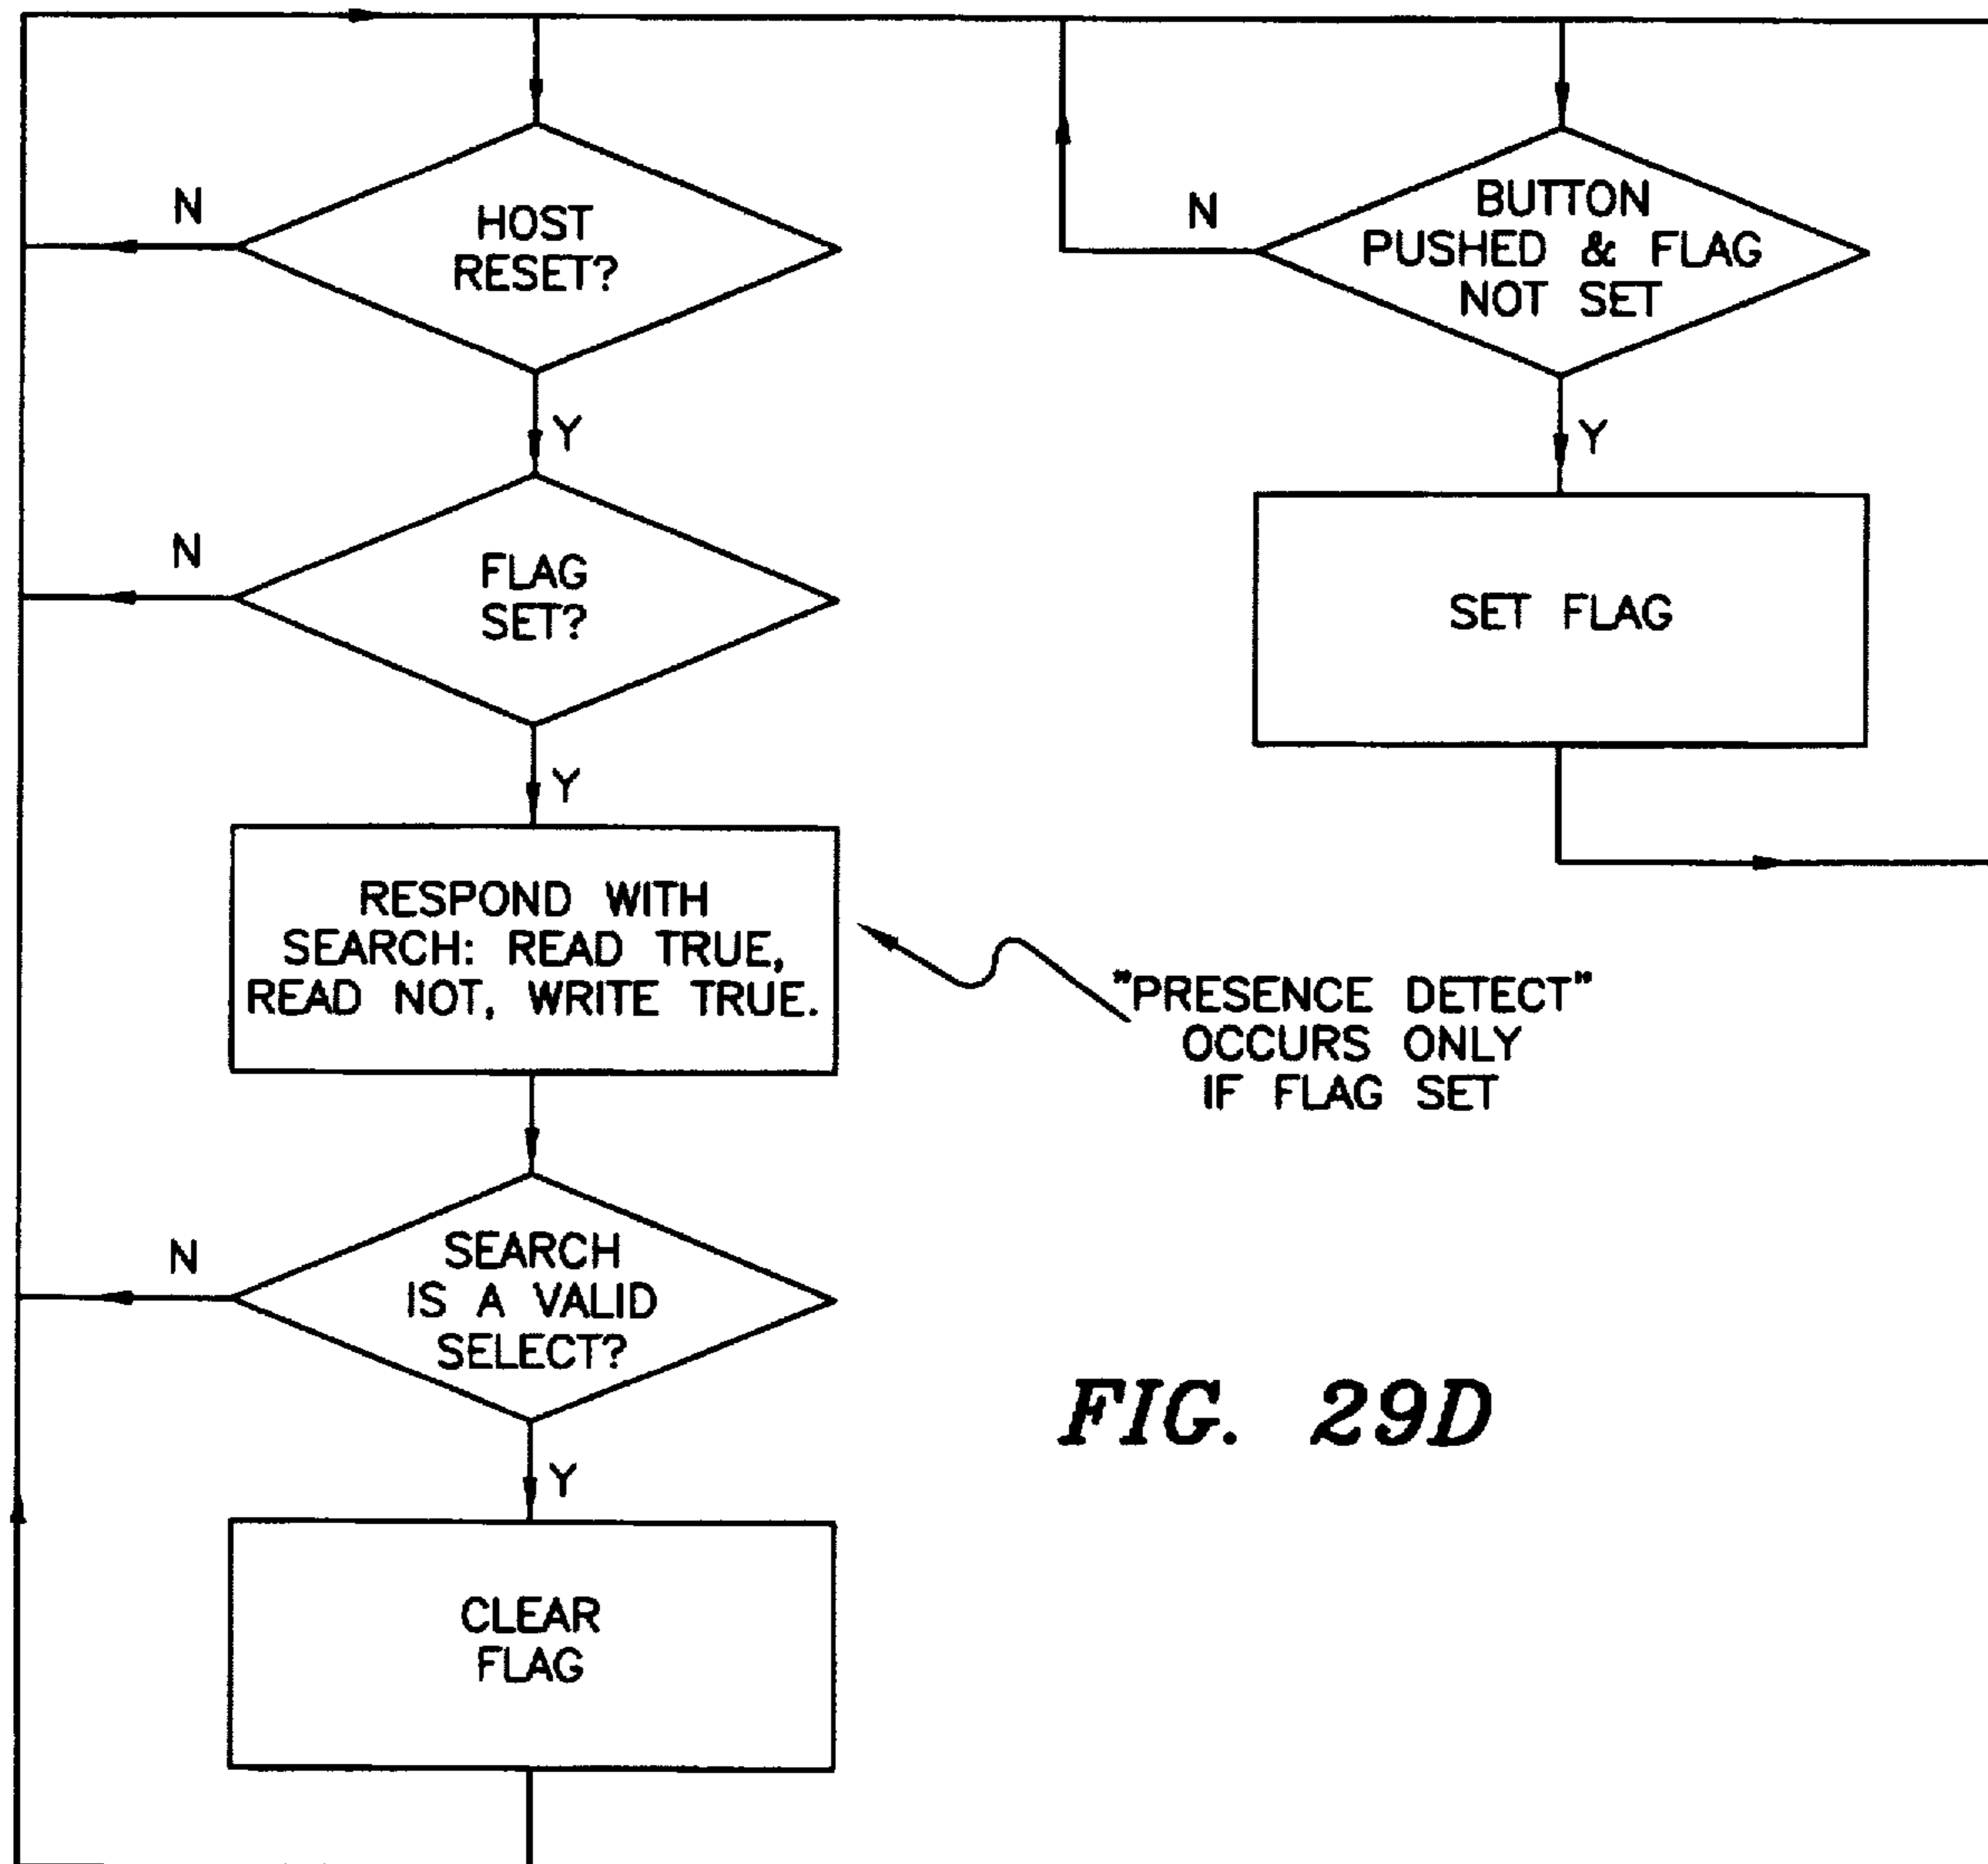 N
HOST
RESET?
Y
N
FLAG
SET?
Y
RESPOND WITH
SEARCH: READ TRUE,
READ NOT, WRITE TRUE.
N
SEARCH
IS A VALID
SELECT?
Y
CLEAR
FLAG
N
BUTTON
PUSHED & FLAG
NOT SET
Y
SET FLAG
"PRESENCE DETECT"
OCCURS ONLY
IF FLAG SET
FIG. 29D